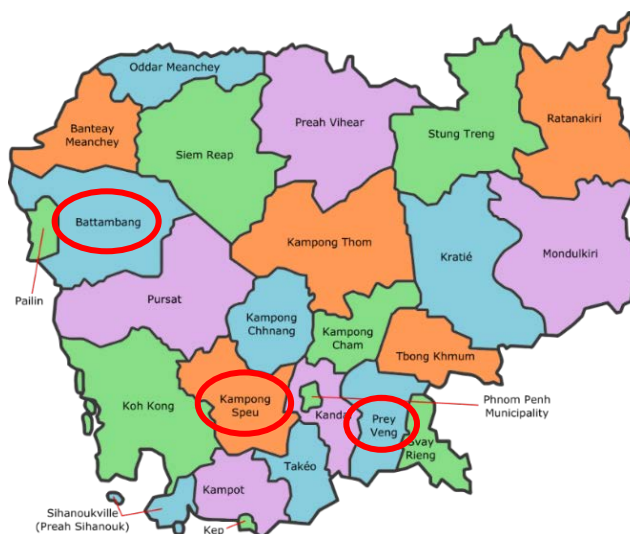 Oddar Meanchey
Banteay
Meanchey
Siem Reap
Preah Vihear
Stung Treng
Ratanakiri
Battambang
Pailin
Pursat
Kampong Thom
Kratié
Mondulkiri
Kampong
Chhnang
Kampong
Cham
Tbong Khmum
Koh Kong
Kampong
Speu
Kanda
Prey
Veng
Phnom Penh
Municipality
Svay
Rieng
Takéo
Kampot
Sihanoukville
(Preah Sihanouk)
Kep